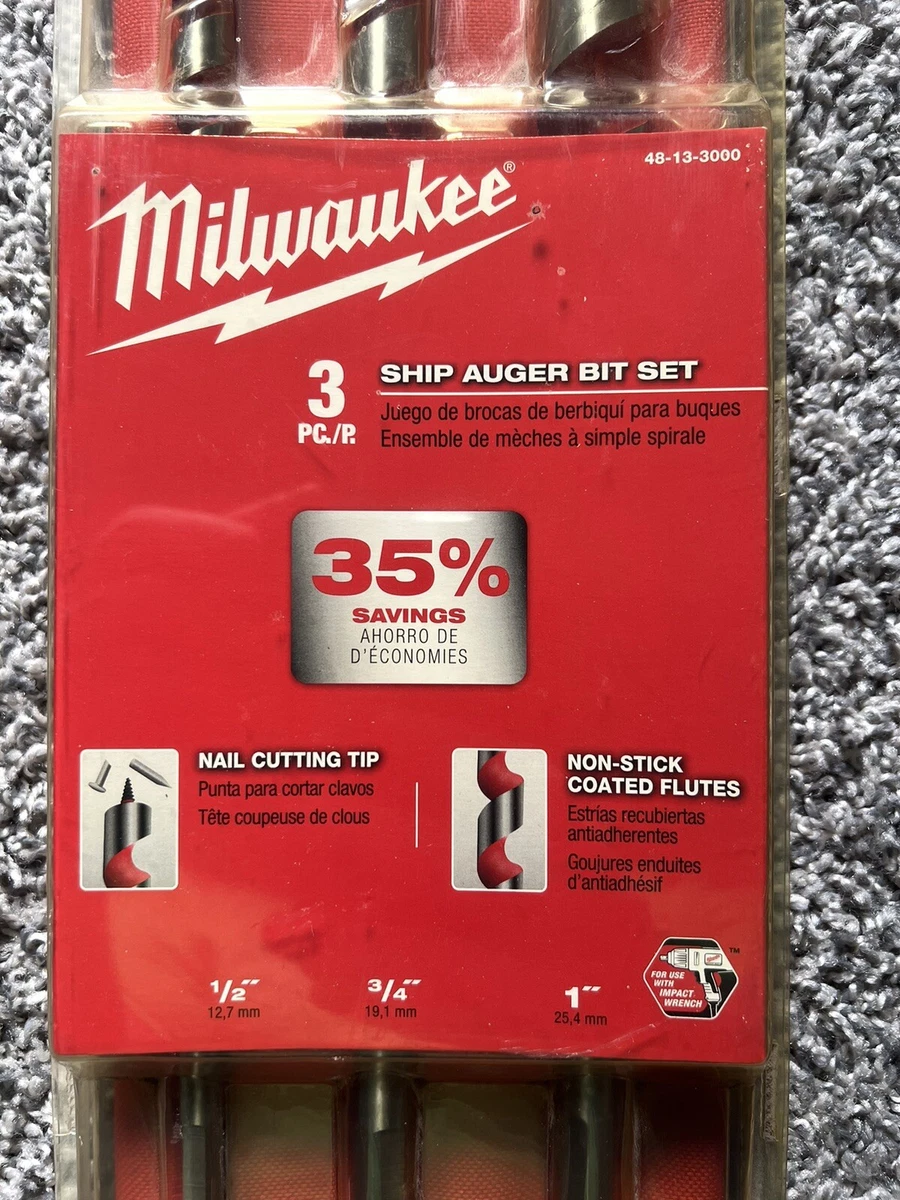 48-13-3000
Milwaukee®
3
PC./P.
SHIP AUGER BIT SET
Juego de brocas de berbiquí para buques
Ensemble de mèches à simple spirale
35%
SAVINGS
AHORRO DE
D'ÉCONOMIES
NAIL CUTTING TIP
Punta para cortar clavos
Tête coupeuse de clous
NON-STICK
COATED FLUTES
Estrías recubiertas
antiadherentes
Goujures enduites
d'antiadhésif
1/2"
12,7 mm
3/4"
19,1 mm
1"
25,4 mm
FOR USE
WITH
IMPACT
WRENCH
™